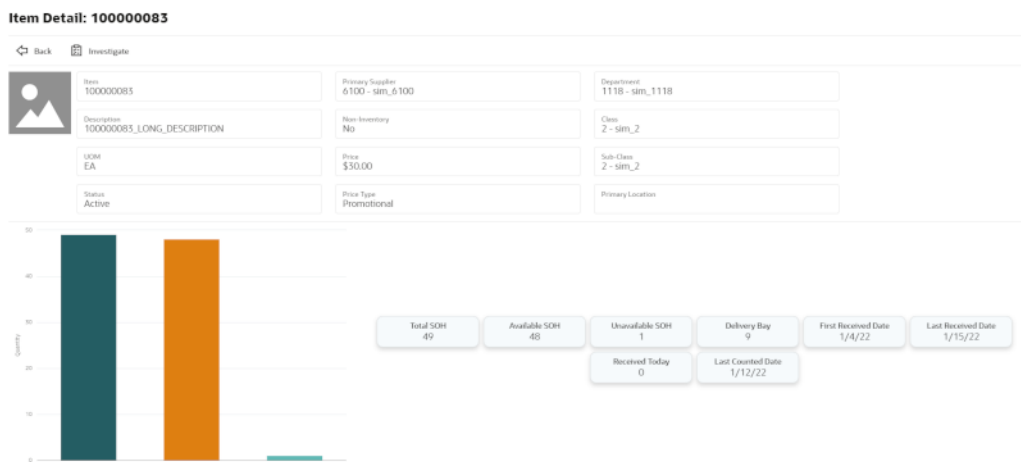 Item Detail: 100000083
Back Investigate
Item
100000083
Primary Supplier
6100 - sim_6100
Department
1118 - sim_1118
Description
100000083_LONG_DESCRIPTION
Non-Inventory
No
Class
2 - sim_2
UOM
EA
Price
$30.00
Sub-Class
2 - sim_2
Status
Active
Price Type
Promotional
Primary Location
50
40
30
20
10
0
Quantity
Total SOH
49
Available SOH
48
Unavailable SOH
1
Delivery Bay
9
First Received Date
1/4/22
Last Received Date
1/15/22
Received Today
0
Last Counted Date
1/12/22